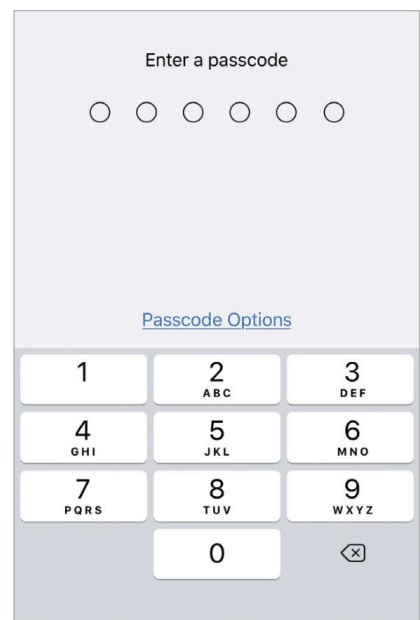 Enter a passcode
Passcode Options
1 2 3
ABC DEF
4 5 6
GHI JKL MNO
7 8 9
PQRS TUV WXYZ
0